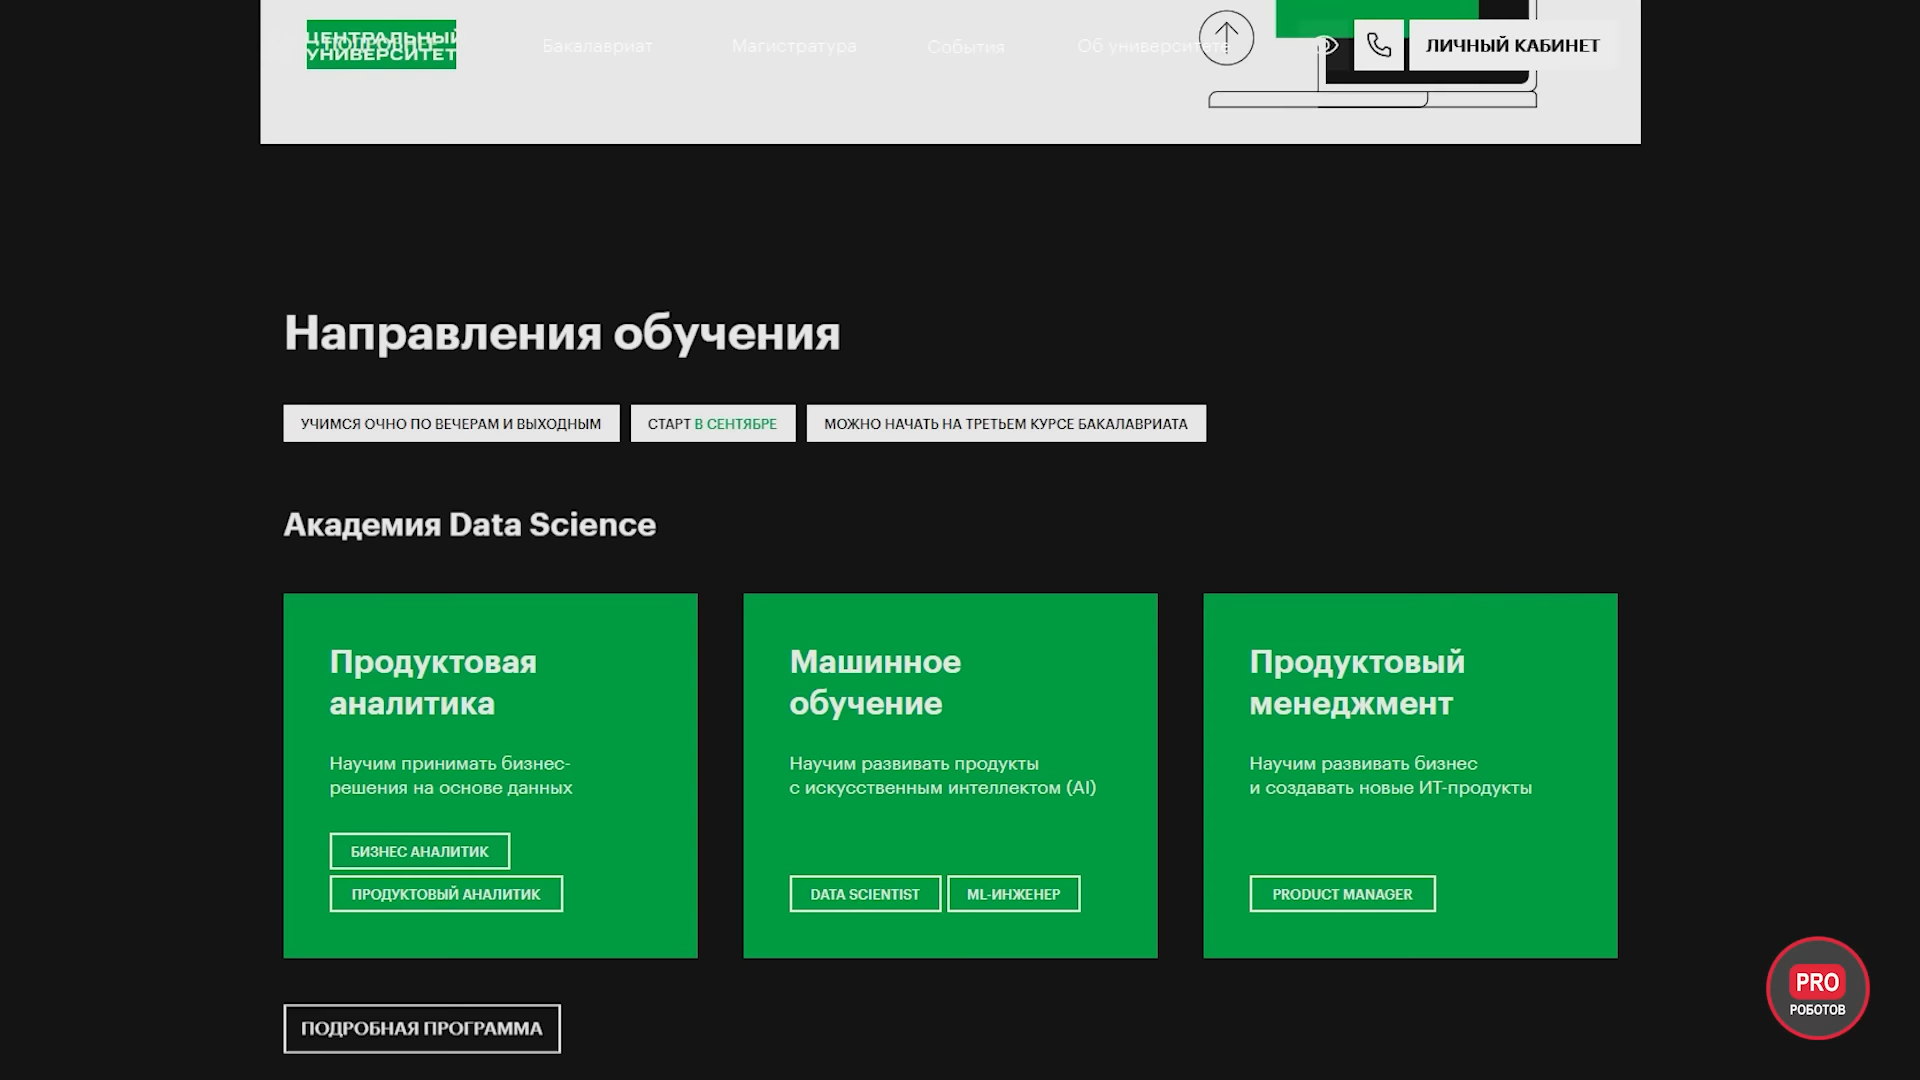 ЦЕНТРАЛЬНЫЙ
УНИВЕРСИТЕТ
Бакалавриат
Магистратура
События
Об университете
ЛИЧНЫЙ КАБИНЕТ
Направления обучения
УЧИМСЯ ОЧНО ПО ВЕЧЕРАМ И ВЫХОДНЫМ
СТАРТ В СЕНТЯБРЕ
МОЖНО НАЧАТЬ НА ТРЕТЬЕМ КУРСЕ БАКАЛАВРИАТА
Академия Data Science
Продуктовая
аналитика
Научим принимать бизнес-
решения на основе данных
БИЗНЕС АНАЛИТИК
ПРОДУКТОВЫЙ АНАЛИТИК
Машинное
обучение
Научим развивать продукты
с искусственным интеллектом (AI)
DATA SCIENTIST
ML-ИНЖЕНЕР
Продуктовый
менеджмент
Научим развивать бизнес
и создавать новые ИТ-продукты
PRODUCT MANAGER
ПОДРОБНАЯ ПРОГРАММА
PRO
РОБОТОВ